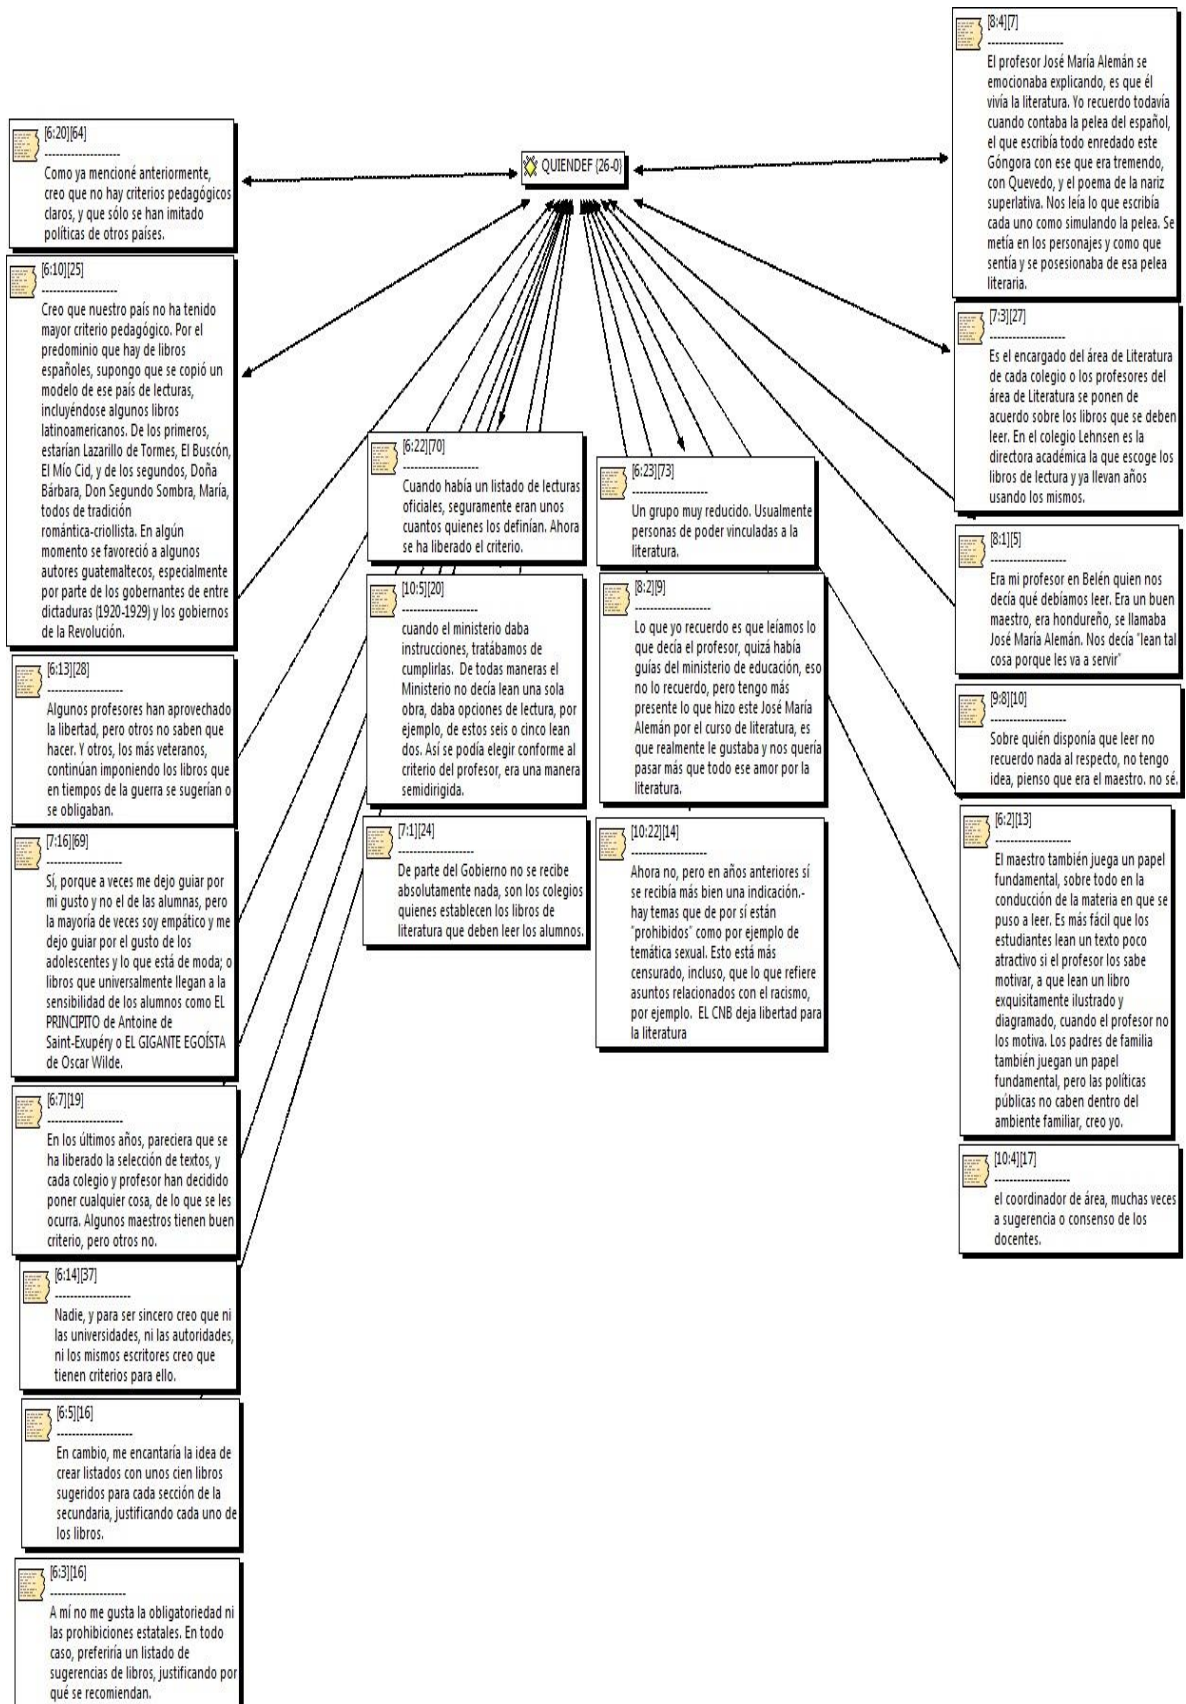 QUIENDEF {26-0}
[6:20][64]
--------------------
Como ya mencioné anteriormente,
creo que no hay criterios pedagógicos
claros, y que sólo se han imitado
políticas de otros países.
[6:10][25]
--------------------
Creo que nuestro país no ha tenido
mayor criterio pedagógico. Por el
predominio que hay de libros
españoles, supongo que se copió un
modelo de ese país de lecturas,
incluyéndose algunos libros
latinoamericanos. De los primeros,
estarían Lazarillo de Tormes, El Buscón,
El Mío Cid, y de los segundos, Doña
Bárbara, Don Segundo Sombra, María,
todos de tradición
romántica-criollista. En algún
momento se favoreció a algunos
autores guatemaltecos, especialmente
por parte de los gobernantes de entre
dictaduras (1920-1929) y los gobiernos
de la Revolución.
[6:13][28]
--------------------
Algunos profesores han aprovechado
la libertad, pero otros no saben que
hacer. Y otros, los más veteranos,
continúan imponiendo los libros que
en tiempos de la guerra se sugerían o
se obligaban.
[7:16][69]
--------------------
Sí, porque a veces me dejo guiar por
mi gusto y no el de las alumnas, pero
la mayoría de veces soy empático y me
dejo guiar por el gusto de los
adolescentes y lo que está de moda; o
libros que universalmente llegan a la
sensibilidad de los alumnos como EL
PRINCIPITO de Antoine de
Saint-Exupéry o EL GIGANTE EGOÍSTA
de Oscar Wilde.
[6:7][19]
--------------------
En los últimos años, pareciera que se
ha liberado la selección de textos, y
cada colegio y profesor han decidido
poner cualquier cosa, de lo que se les
ocurra. Algunos maestros tienen buen
criterio, pero otros no.
[6:14][37]
--------------------
Nadie, y para ser sincero creo que ni
las universidades, ni las autoridades,
ni los mismos escritores creo que
tienen criterios para ello.
[6:5][16]
--------------------
En cambio, me encantaría la idea de
crear listados con unos cien libros
sugeridos para cada sección de la
secundaria, justificando cada uno de
los libros.
[6:3][16]
--------------------
A mí no me gusta la obligatoriedad ni
las prohibiciones estatales. En todo
caso, preferiría un listado de
sugerencias de libros, justificando por
qué se recomiendan.
[6:22][70]
--------------------
Cuando había un listado de lecturas
oficiales, seguramente eran unos
cuantos quienes los definían. Ahora
se ha liberado el criterio.
[10:5][20]
--------------------
cuando el ministerio daba
instrucciones, tratábamos de
cumplirlas.  De todas maneras el
Ministerio no decía lean una sola
obra, daba opciones de lectura, por
ejemplo, de estos seis o cinco lean
dos. Así se podía elegir conforme al
criterio del profesor, era una manera
semidirigida.
[7:1][24]
--------------------
De parte del Gobierno no se recibe
absolutamente nada, son los colegios
quienes establecen los libros de
literatura que deben leer los alumnos.
[6:23][73]
--------------------
Un grupo muy reducido. Usualmente
personas de poder vinculadas a la
literatura.
[8:2][9]
--------------------
Lo que yo recuerdo es que leíamos lo
que decía el profesor, quizá había
guías del ministerio de educación, eso
no lo recuerdo, pero tengo más
presente lo que hizo este José María
Alemán por el curso de literatura, es
que realmente le gustaba y nos quería
pasar más que todo ese amor por la
literatura.
[10:22][14]
--------------------
Ahora no, pero en años anteriores sí
se recibía más bien una indicación.-
hay temas que de por sí están
"prohibidos" como por ejemplo de
temática sexual. Esto está más
censurado, incluso, que lo que refiere
asuntos relacionados con el racismo,
por ejemplo.  EL CNB deja libertad para
la literatura
[8:4][7]
--------------------
El profesor José María Alemán se
emocionaba explicando, es que él
vivía la literatura. Yo recuerdo todavía
cuando contaba la pelea del español,
el que escribía todo enredado este
Góngora con ese que era tremendo,
con Quevedo, y el poema de la nariz
superlativa. Nos leía lo que escribía
cada uno como simulando la pelea. Se
metía en los personajes y como que
sentía y se posesionaba de esa pelea
literaria.
[7:3][27]
--------------------
Es el encargado del área de Literatura
de cada colegio o los profesores del
área de Literatura se ponen de
acuerdo sobre los libros que se deben
leer. En el colegio Lehnsen es la
directora académica la que escoge los
libros de lectura y ya llevan años
usando los mismos.
[8:1][5]
--------------------
Era mi profesor en Belén quien nos
decía qué debíamos leer. Era un buen
maestro, era hondureño, se llamaba
José María Alemán. Nos decía "lean tal
cosa porque les va a servir"
[9:8][10]
--------------------
Sobre quién disponía que leer no
recuerdo nada al respecto, no tengo
idea, pienso que era el maestro. no sé.
[6:2][13]
--------------------
El maestro también juega un papel
fundamental, sobre todo en la
conducción de la materia en que se
puso a leer. Es más fácil que los
estudiantes lean un texto poco
atractivo si el profesor los sabe
motivar, a que lean un libro
exquisitamente ilustrado y
diagramado, cuando el profesor no
los motiva. Los padres de familia
también juegan un papel
fundamental, pero las políticas
públicas no caben dentro del
ambiente familiar, creo yo.
[10:4][17]
--------------------
el coordinador de área, muchas veces
a sugerencia o consenso de los
docentes.